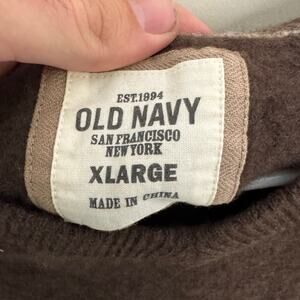 EST.1994
OLD NAVY
SAN FRANCISCO
NEW YORK
XLARGE
MADE IN CHINA